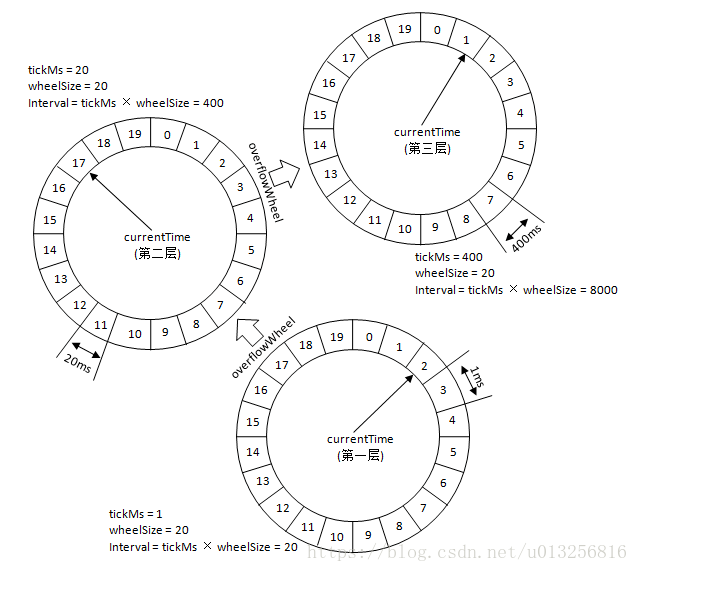 tickMs = 20
wheelSize = 20
Interval = tickMs × wheelSize = 400
0
1
2
3
4
5
6
7
8
9
10
11
12
13
14
15
16
17
18
19
currentTime
(第二层)
20ms
overflowWheel
0
1
2
3
4
5
6
7
8
9
10
11
12
13
14
15
16
17
18
19
currentTime
(第三层)
400ms
tickMs = 400
wheelSize = 20
Interval = tickMs × wheelSize = 8000
overflowWheel
0
1
2
3
4
5
6
7
8
9
10
11
12
13
14
15
16
17
18
19
currentTime
(第一层)
1ms
tickMs = 1
wheelSize = 20
Interval = tickMs × wheelSize = 20
https://blog.csdn.net/u013256816